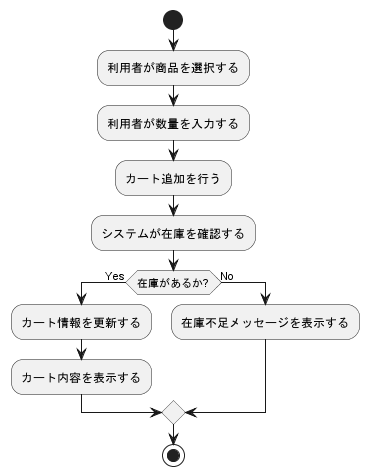 利用者が商品を選択する
利用者が数量を入力する
カート追加を行う
システムが在庫を確認する
Yes
在庫があるか?
No
カート情報を更新する
在庫不足メッセージを表示する
カート内容を表示する